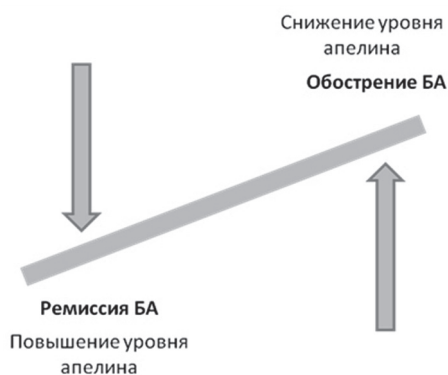 Снижение уровня
апелина
Обострение БА
Ремиссия БА
Повышение уровня
апелина